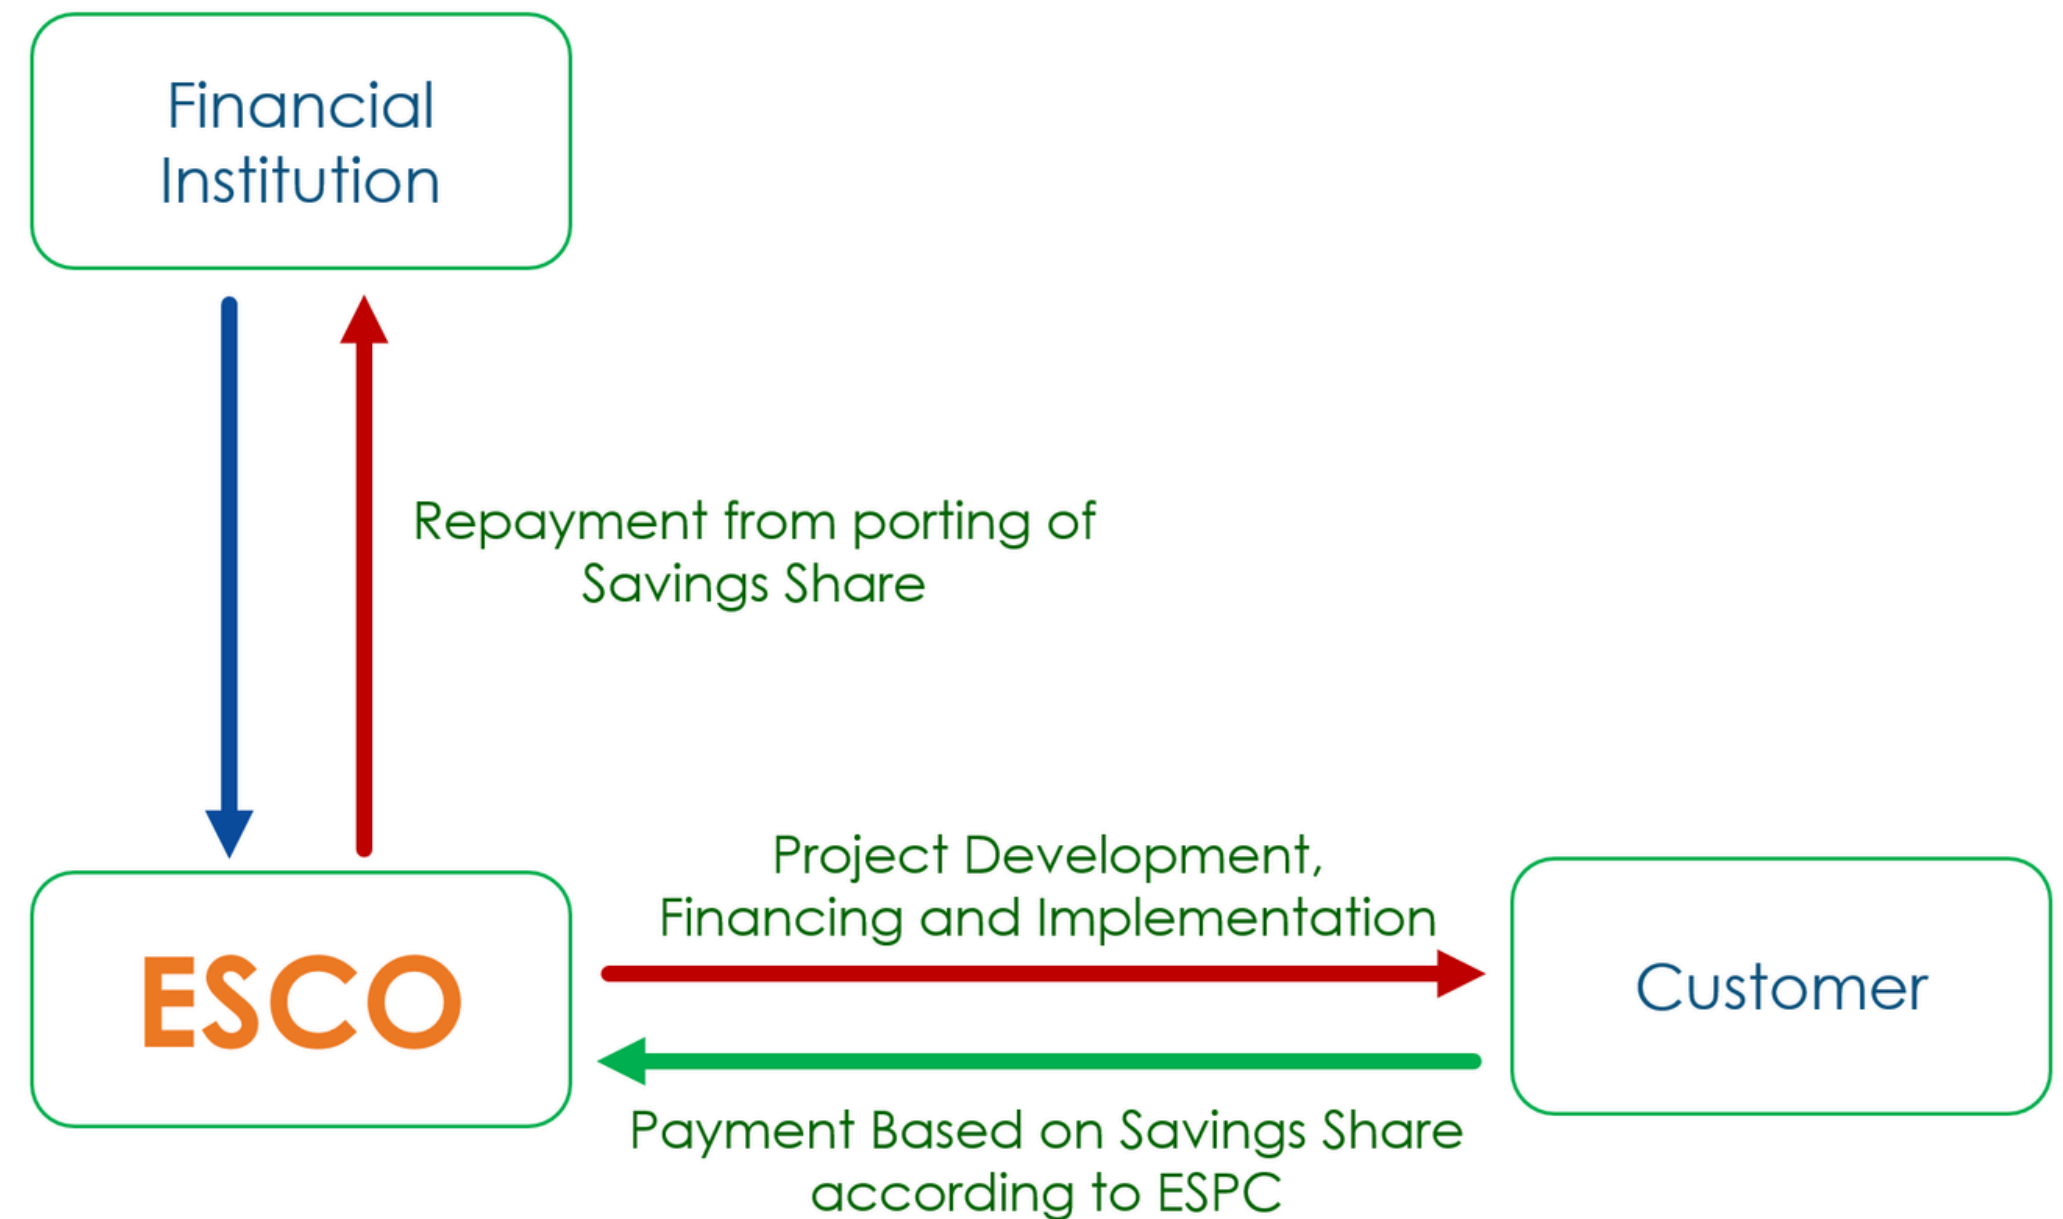 Financial
Institution
Repayment from porting of
Savings Share
Project Development,
Financing and Implementation
ESCO
Customer
Payment Based on Savings Share
according to ESPC